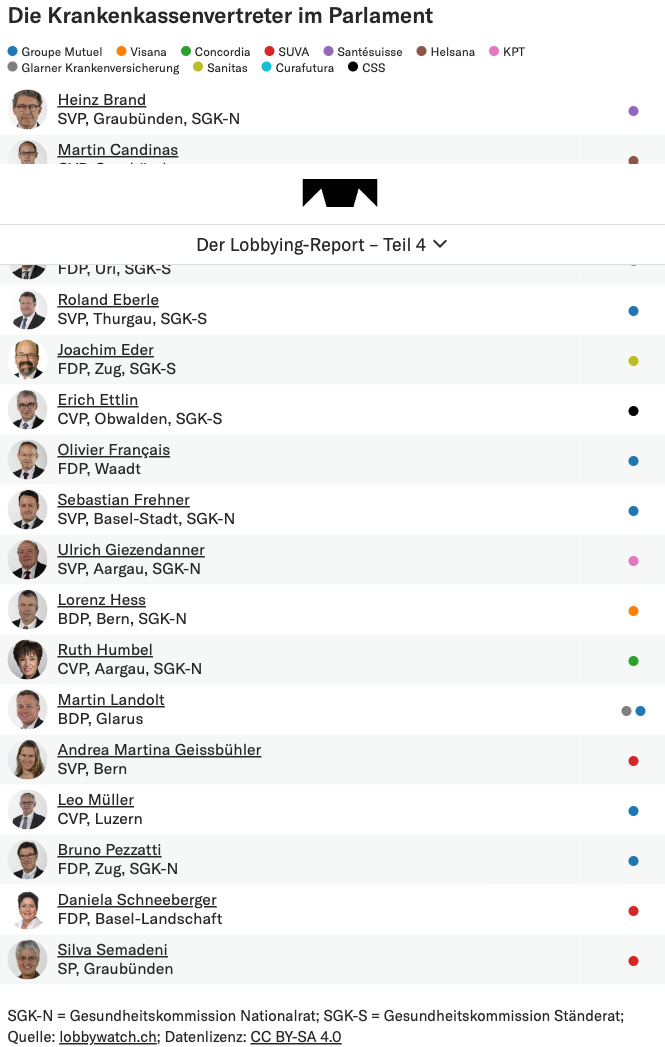 Die Krankenkassenvertreter im Parlament
Groupe Mutuel Visana Concordia SUVA Santésuisse Helsana KPT
Glarner Krankenversicherung Sanitas Curafutura CSS
Heinz Brand
SVP, Graubünden, SGK-N
Martin Candinas
Der Lobbying-Report – Teil 4
FDP, Uri, SGK-S
Roland Eberle
SVP, Thurgau, SGK-S
Joachim Eder
FDP, Zug, SGK-S
Erich Ettlin
CVP, Obwalden, SGK-S
Olivier Français
FDP, Waadt
Sebastian Frehner
SVP, Basel-Stadt, SGK-N
Ulrich Giezendanner
SVP, Aargau, SGK-N
Lorenz Hess
BDP, Bern, SGK-N
Ruth Humbel
CVP, Aargau, SGK-N
Martin Landolt
BDP, Glarus
Andrea Martina Geissbühler
SVP, Bern
Leo Müller
CVP, Luzern
Bruno Pezzatti
FDP, Zug, SGK-N
Daniela Schneeberger
FDP, Basel-Landschaft
Silva Semadeni
SP, Graubünden
SGK-N = Gesundheitskommission Nationalrat; SGK-S = Gesundheitskommission Ständerat;
Quelle: lobbywatch.ch; Datenlizenz: CC BY-SA 4.0